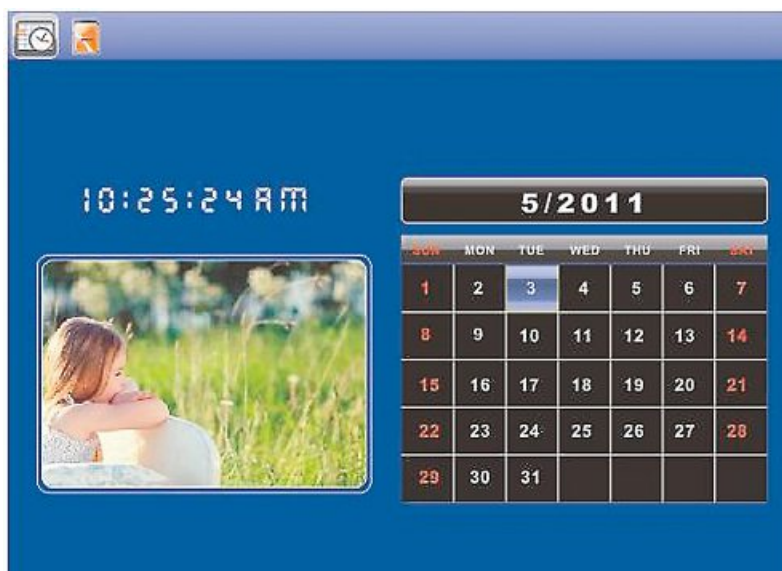 10:25:24 AM
5/2011
SUN MON TUE WED THU FRI SAT
1 2 3 4 5 6 7
8 9 10 11 12 13 14
15 16 17 18 19 20 21
22 23 24 25 26 27 28
29 30 31